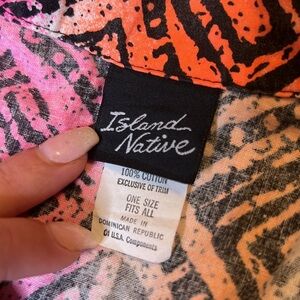 Island
Native
100% COTTON
EXCLUSIVE OF TRIM
ONE SIZE
FITS ALL
MADE IN
DOMINICAN REPUBLIC
Of U.S.A. Components